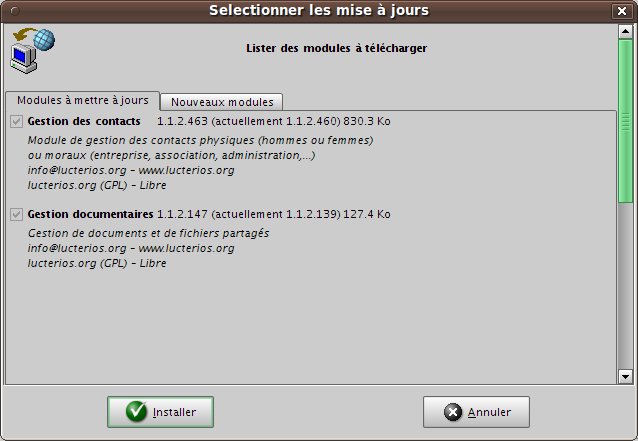 Selectionner les mise à jours
Lister des modules à télécharger
Modules à mettre à jours
Nouveaux modules
Gestion des contacts 1.1.2.463 (actuellement 1.1.2.460) 830.3 Ko
Module de gestion des contacts physiques (hommes ou femmes)
ou moraux (entreprise, association, administration,...)
info@lucterios.org – www.lucterios.org
lucterios.org (GPL) – Libre
Gestion documentaires 1.1.2.147 (actuellement 1.1.2.139) 127.4 Ko
Gestion de documents et de fichiers partagés
info@lucterios.org – www.lucterios.org
lucterios.org (GPL) – Libre
Installer
Annuler